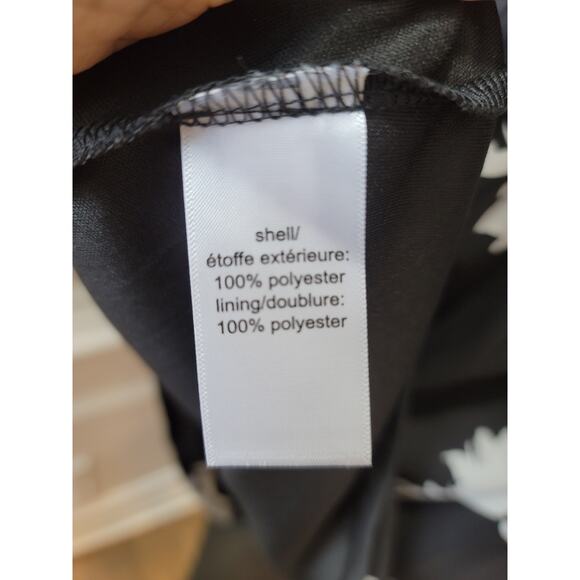 shell/
étoffe extérieure:
100% polyester
lining/doublure:
100% polyester